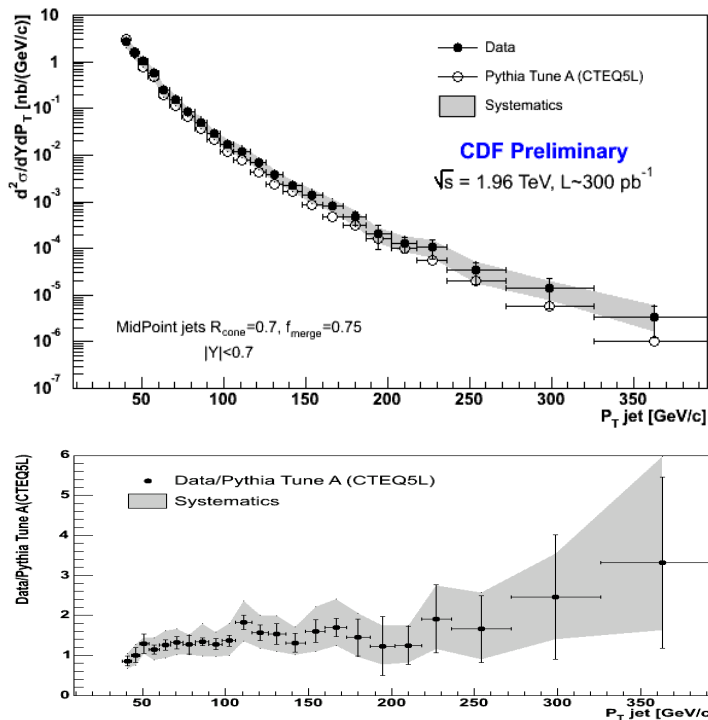 10
1
10⁻¹
10⁻²
10⁻³
10⁻⁴
10⁻⁵
10⁻⁶
10⁻⁷
d²σ/dYdP_T [nb/(GeV/c)]
Data
Pythia Tune A (CTEQ5L)
Systematics
CDF Preliminary
√s = 1.96 TeV, L~300 pb⁻¹
MidPoint jets R_cone=0.7, f_merge=0.75
|Y|<0.7
50 100 150 200 250 300 350
P_T jet [GeV/c]
6
5
4
3
2
1
0
Data/Pythia Tune A(CTEQ5L)
Data/Pythia Tune A (CTEQ5L)
Systematics
50 100 150 200 250 300 350
P_T jet [GeV/c]